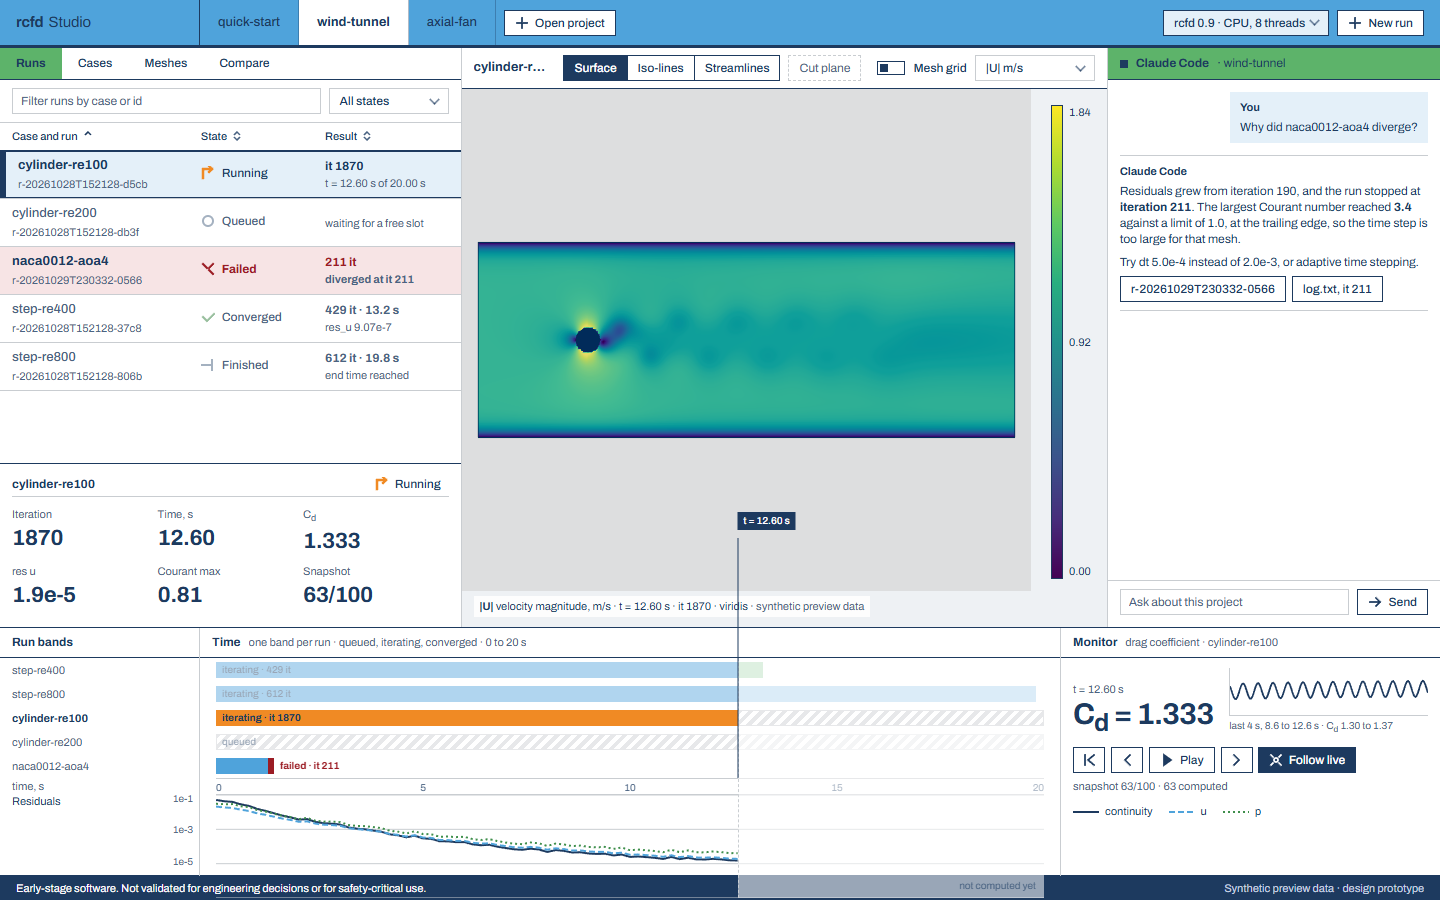 rcfd Studio
quick-start
wind-tunnel
axial-fan
Open project
rcfd 0.9 · CPU, 8 threads
New run
Runs
Cases
Meshes
Compare
Filter runs by case or id
All states
Case and run
State
Result
cylinder-re100
r-20261028T152128-d5cb
Running
it 1870
t = 12.60 s of 20.00 s
cylinder-re200
r-20261028T152128-db3f
Queued
waiting for a free slot
naca0012-aoa4
r-20261029T230332-0566
Failed
211 it
diverged at it 211
step-re400
r-20261028T152128-37c8
Converged
429 it · 13.2 s
res_u 9.07e-7
step-re800
r-20261028T152128-806b
Finished
612 it · 19.8 s
end time reached
cylinder-re100
Running
Iteration
1870
Time, s
12.60
Cd
1.333
res u
1.9e-5
Courant max
0.81
Snapshot
63/100
cylinder-r...
Surface
Iso-lines
Streamlines
Cut plane
Mesh grid
|U| m/s
1.84
0.92
0.00
t = 12.60 s
|U| velocity magnitude, m/s · t = 12.60 s · it 1870 · viridis · synthetic preview data
Claude Code · wind-tunnel
You
Why did naca0012-aoa4 diverge?
Claude Code
Residuals grew from iteration 190, and the run stopped at
iteration 211. The largest Courant number reached 3.4
against a limit of 1.0, at the trailing edge, so the time step is
too large for that mesh.
Try dt 5.0e-4 instead of 2.0e-3, or adaptive time stepping.
r-20261029T230332-0566
log.txt, it 211
Ask about this project
Send
Run bands
Time one band per run · queued, iterating, converged · 0 to 20 s
step-re400
iterating · 429 it
step-re800
iterating · 612 it
cylinder-re100
iterating · it 1870
cylinder-re200
queued
naca0012-aoa4
failed · it 211
time, s
0
5
10
15
20
Residuals
1e-1
1e-3
1e-5
not computed yet
Monitor drag coefficient · cylinder-re100
t = 12.60 s
Cd = 1.333
last 4 s, 8.6 to 12.6 s · Cd 1.30 to 1.37
Play
Follow live
snapshot 63/100 · 63 computed
continuity
u
p
Early-stage software. Not validated for engineering decisions or for safety-critical use.
Synthetic preview data · design prototype